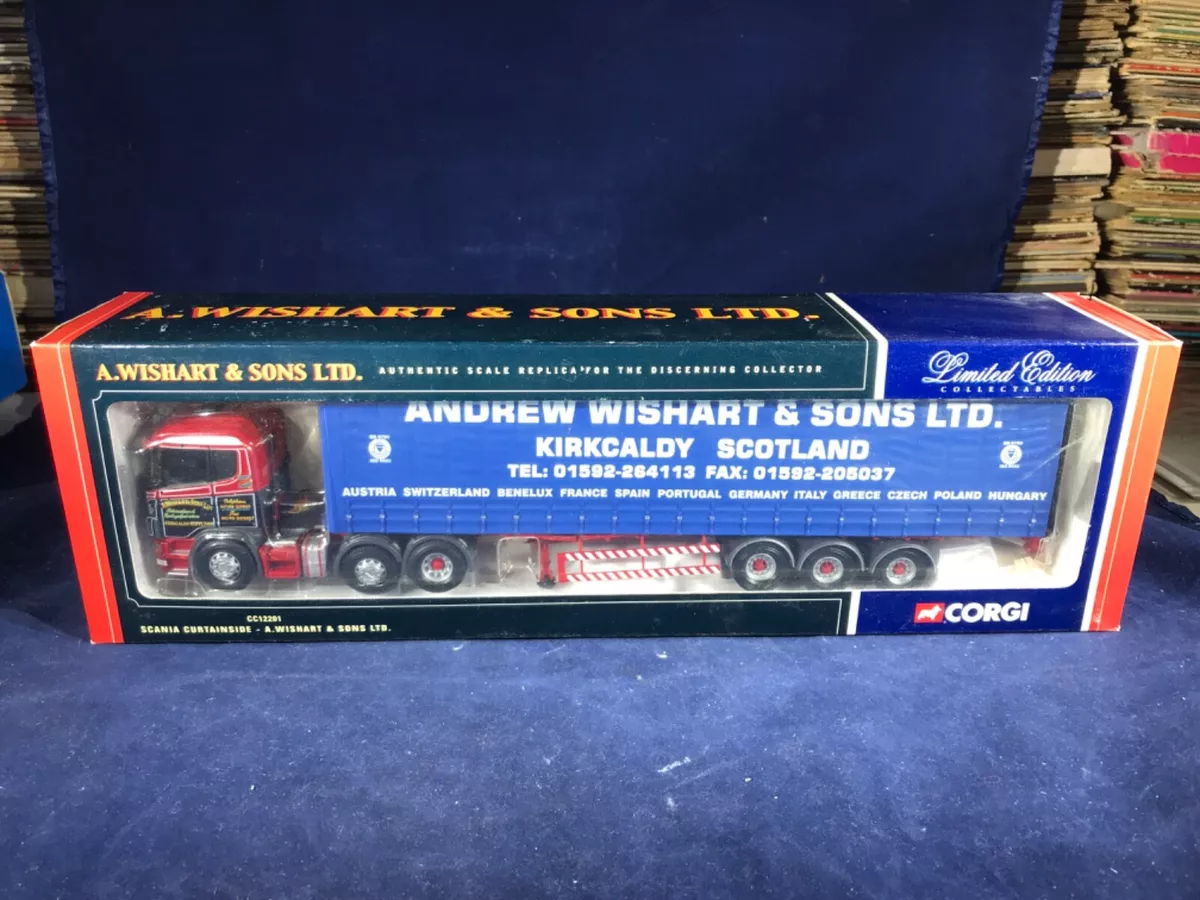 A. WISHART & SONS LTD.
A.WISHART & SONS LTD. AUTHENTIC SCALE REPLICA FOR THE DISCERNING COLLECTOR
Limited Edition
COLLECTABLES
ANDREW WISHART & SONS LTD.
KIRKCALDY SCOTLAND
TEL: 01592-264113 FAX: 01592-205037
AUSTRIA SWITZERLAND BENELUX FRANCE SPAIN PORTUGAL GERMANY ITALY GREECE CZECH POLAND HUNGARY
CC12201
SCANIA CURTAINSIDE - A.WISHART & SONS LTD.
CORGI